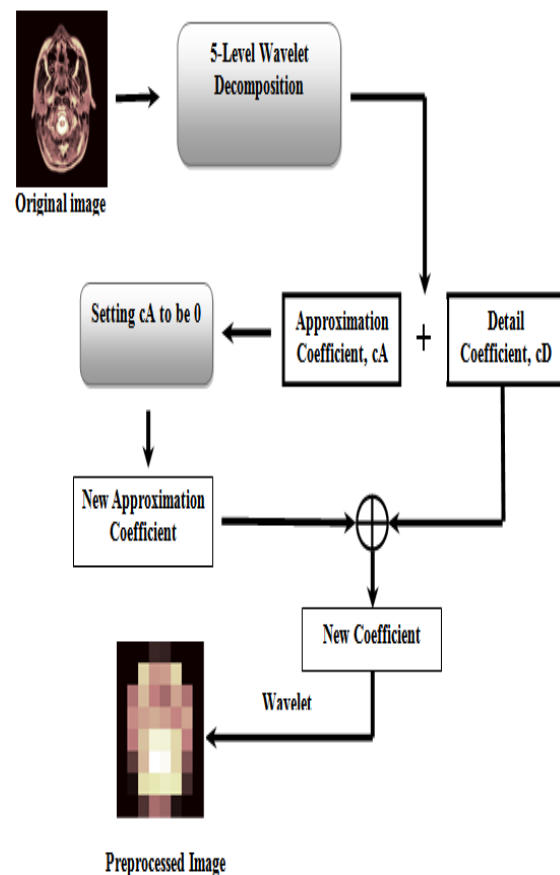 5-Level Wavelet
Decomposition
Original image
Setting cA to be 0
Approximation
Coefficient, cA
+
Detail
Coefficient, cD
New Approximation
Coefficient
New Coefficient
Wavelet
Preprocessed Image